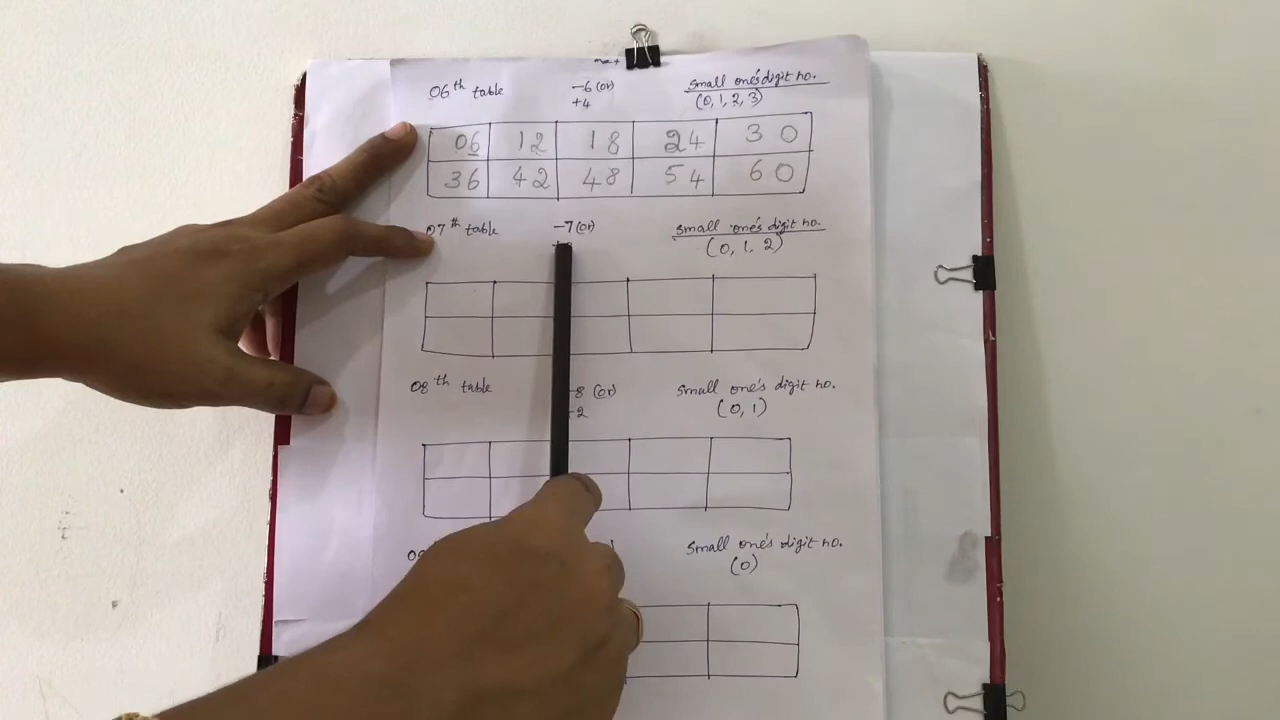 06th table -6 (or) Small one's digit no.
+4 (0, 1, 2, 3)
06 12 18 24 30
36 42 48 54 60
07th table -7 (or) Small one's digit no.
(0, 1, 2)
08th table -8 (or) Small one's digit no.
+2 (0, 1)
Small one's digit no.
(0)